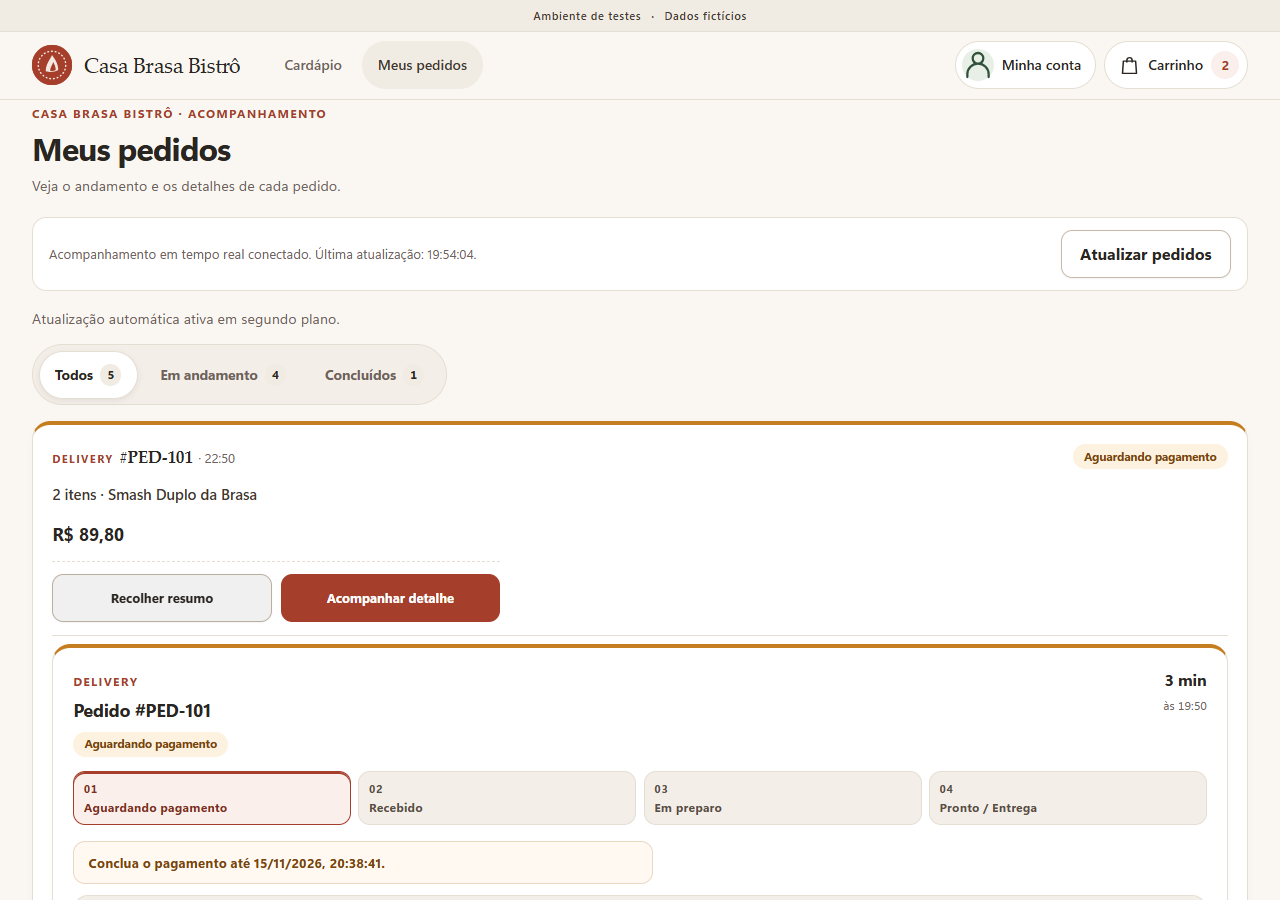 Ambiente de testes · Dados fictícios
Casa Brasa Bistrô
Cardápio
Meus pedidos
Minha conta
Carrinho 2
CASA BRASA BISTRÔ · ACOMPANHAMENTO
Meus pedidos
Veja o andamento e os detalhes de cada pedido.
Acompanhamento em tempo real conectado. Última atualização: 19:54:04.
Atualizar pedidos
Atualização automática ativa em segundo plano.
Todos 5
Em andamento 4
Concluídos 1
DELIVERY #PED-101 · 22:50
Aguardando pagamento
2 itens · Smash Duplo da Brasa
R$ 89,80
Recolher resumo
Acompanhar detalhe
DELIVERY
3 min
Pedido #PED-101
às 19:50
Aguardando pagamento
01
Aguardando pagamento
02
Recebido
03
Em preparo
04
Pronto / Entrega
Conclua o pagamento até 15/11/2026, 20:38:41.